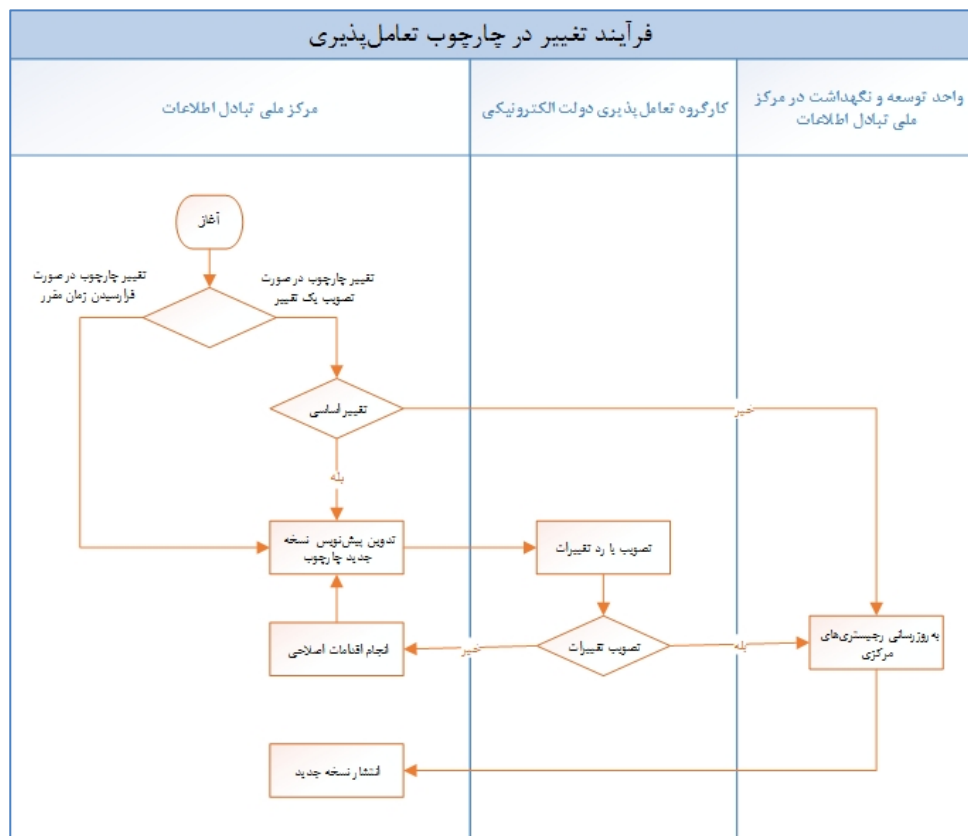 فرآیند تغییر در چارچوب تعامل‌پذیری
واحد توسعه و نگهداشت در مرکز
ملی تبادل اطلاعات
کارگروه تعامل‌پذیری دولت الکترونیکی
مرکز ملی تبادل اطلاعات
آغاز
تغییر چارچوب در صورت
تصویب یک تغییر
تغییر چارچوب در صورت
فرارسیدن زمان مقرر
تغییر اساسی
خیر
بله
تدوین پیش‌نویس نسخه
جدید چارچوب
تصویب یا رد تغییرات
به‌روزرسانی رجیستری‌های
مرکزی
بله
تصویب تغییرات
خیر
انجام اقدامات اصلاحی
انتشار نسخه جدید